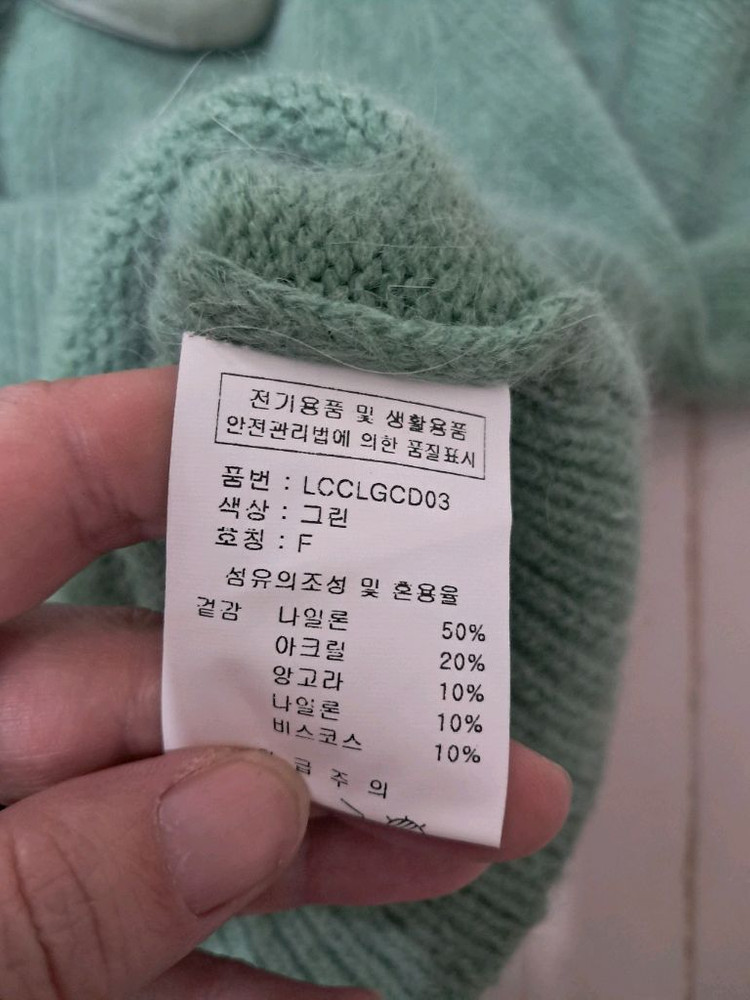 전기용품 및 생활용품
안전관리법에 의한 품질표시
품번 : LCCLGCD03
색상 : 그린
호칭 : F
섬유의조성 및 혼용율
겉감 나일론 50%
아크릴 20%
앙고라 10%
나일론 10%
비스코스 10%
급 주 의